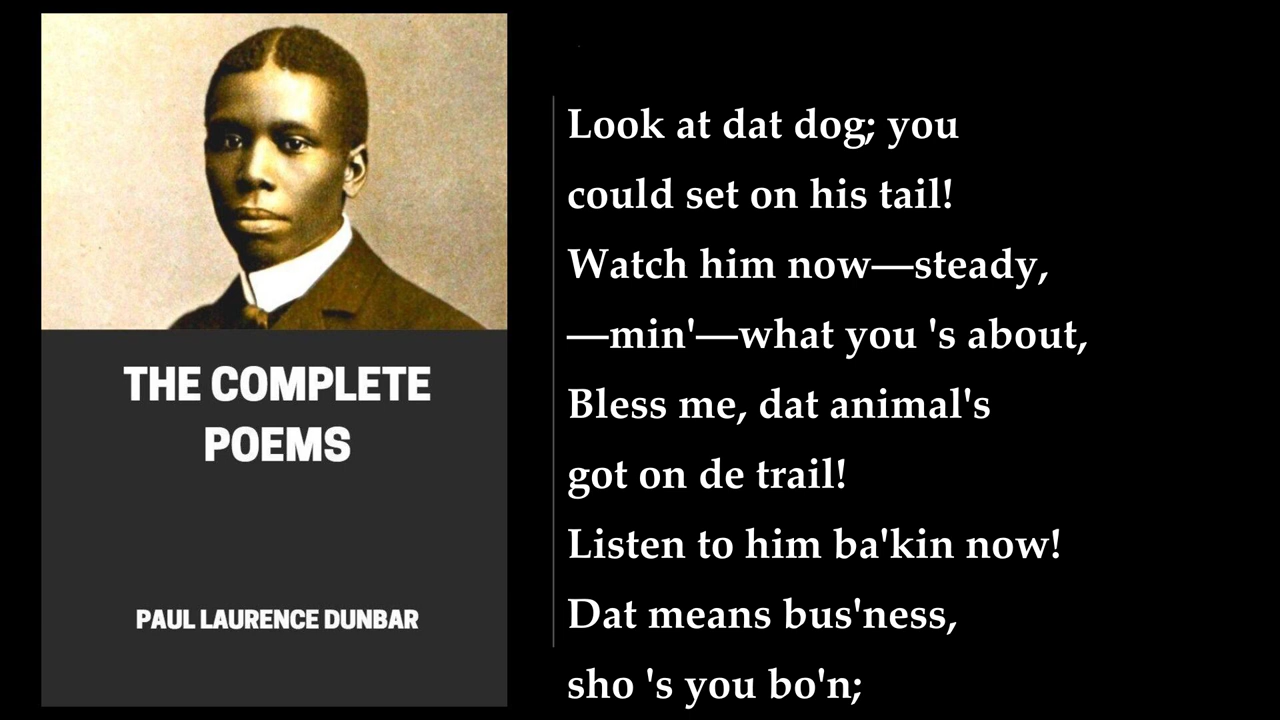 THE COMPLETE
POEMS
PAUL LAURENCE DUNBAR
Look at dat dog; you
could set on his tail!
Watch him now—steady,
—min'—what you 's about,
Bless me, dat animal's
got on de trail!
Listen to him ba'kin now!
Dat means bus'ness,
sho 's you bo'n;